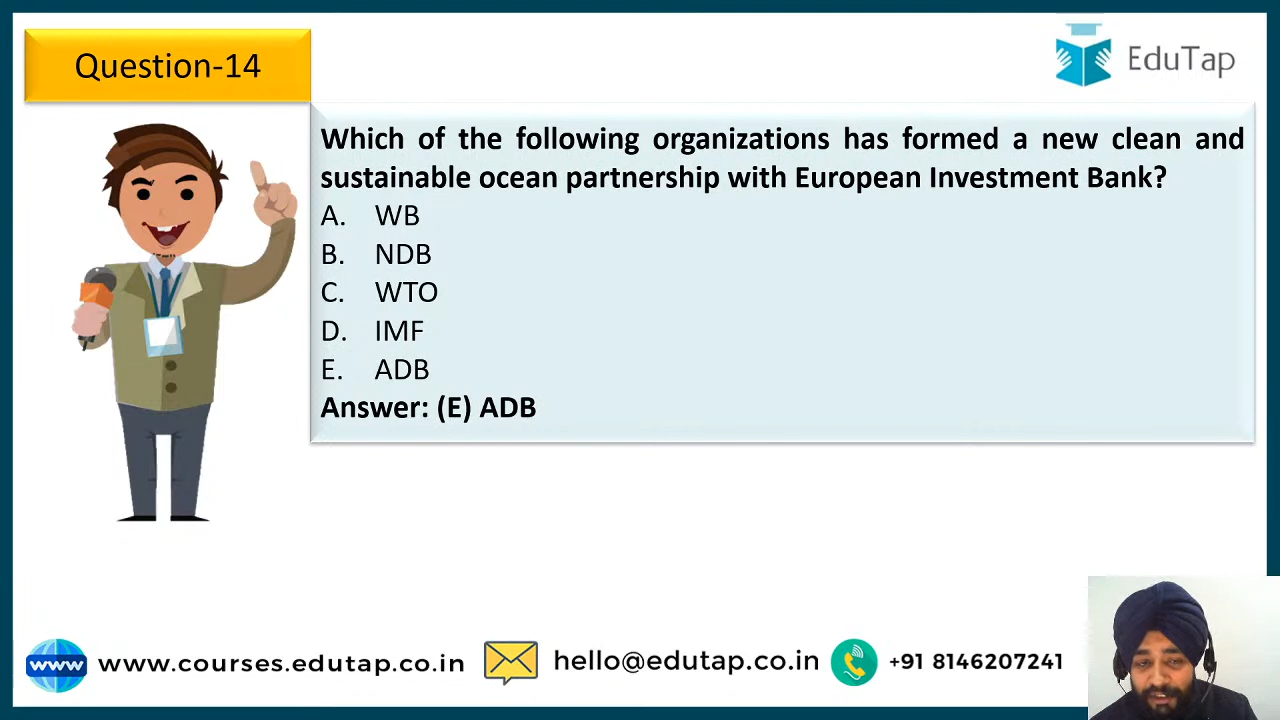 Question-14
EduTap
Which of the following organizations has formed a new clean and
sustainable ocean partnership with European Investment Bank?
A. WB
B. NDB
C. WTO
D. IMF
E. ADB
Answer: (E) ADB
www www.courses.edutap.co.in hello@edutap.co.in +91 8146207241